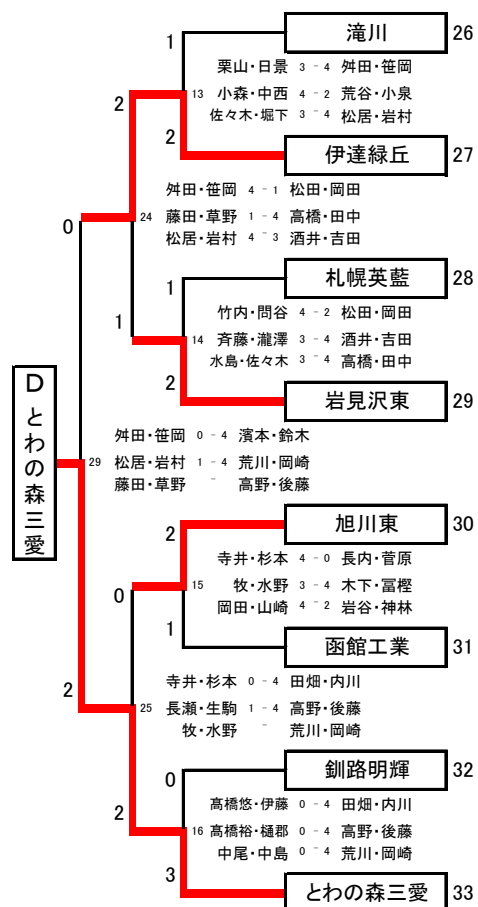 1 滝川 26
栗山・日景 3 - 4 舛田・笹岡
2 13 小森・中西 4 - 2 荒谷・小泉
佐々木・堀下 3 - 4 松居・岩村
2 伊達緑丘 27
舛田・笹岡 4 - 1 松田・岡田
0 24 藤田・草野 1 - 4 高橋・田中
松居・岩村 4 - 3 酒井・吉田
1 札幌英藍 28
竹内・問谷 4 - 2 松田・岡田
1 14 斉藤・瀧澤 3 - 4 酒井・吉田
水島・佐々木 3 - 4 高橋・田中
2 岩見沢東 29
Dとわの森三愛
舛田・笹岡 0 - 4 濱本・鈴木
29 松居・岩村 1 - 4 荒川・岡崎
藤田・草野 - 高野・後藤
2 旭川東 30
寺井・杉本 4 - 0 長内・菅原
0 15 牧・水野 3 - 4 木下・冨樫
岡田・山崎 4 - 2 岩谷・神林
1 函館工業 31
寺井・杉本 0 - 4 田畑・内川
2 25 長瀬・生駒 1 - 4 高野・後藤
牧・水野 - 荒川・岡崎
0 釧路明輝 32
髙橋悠・伊藤 0 - 4 田畑・内川
2 16 髙橋裕・樋郡 0 - 4 高野・後藤
中尾・中島 0 - 4 荒川・岡崎
3 とわの森三愛 33